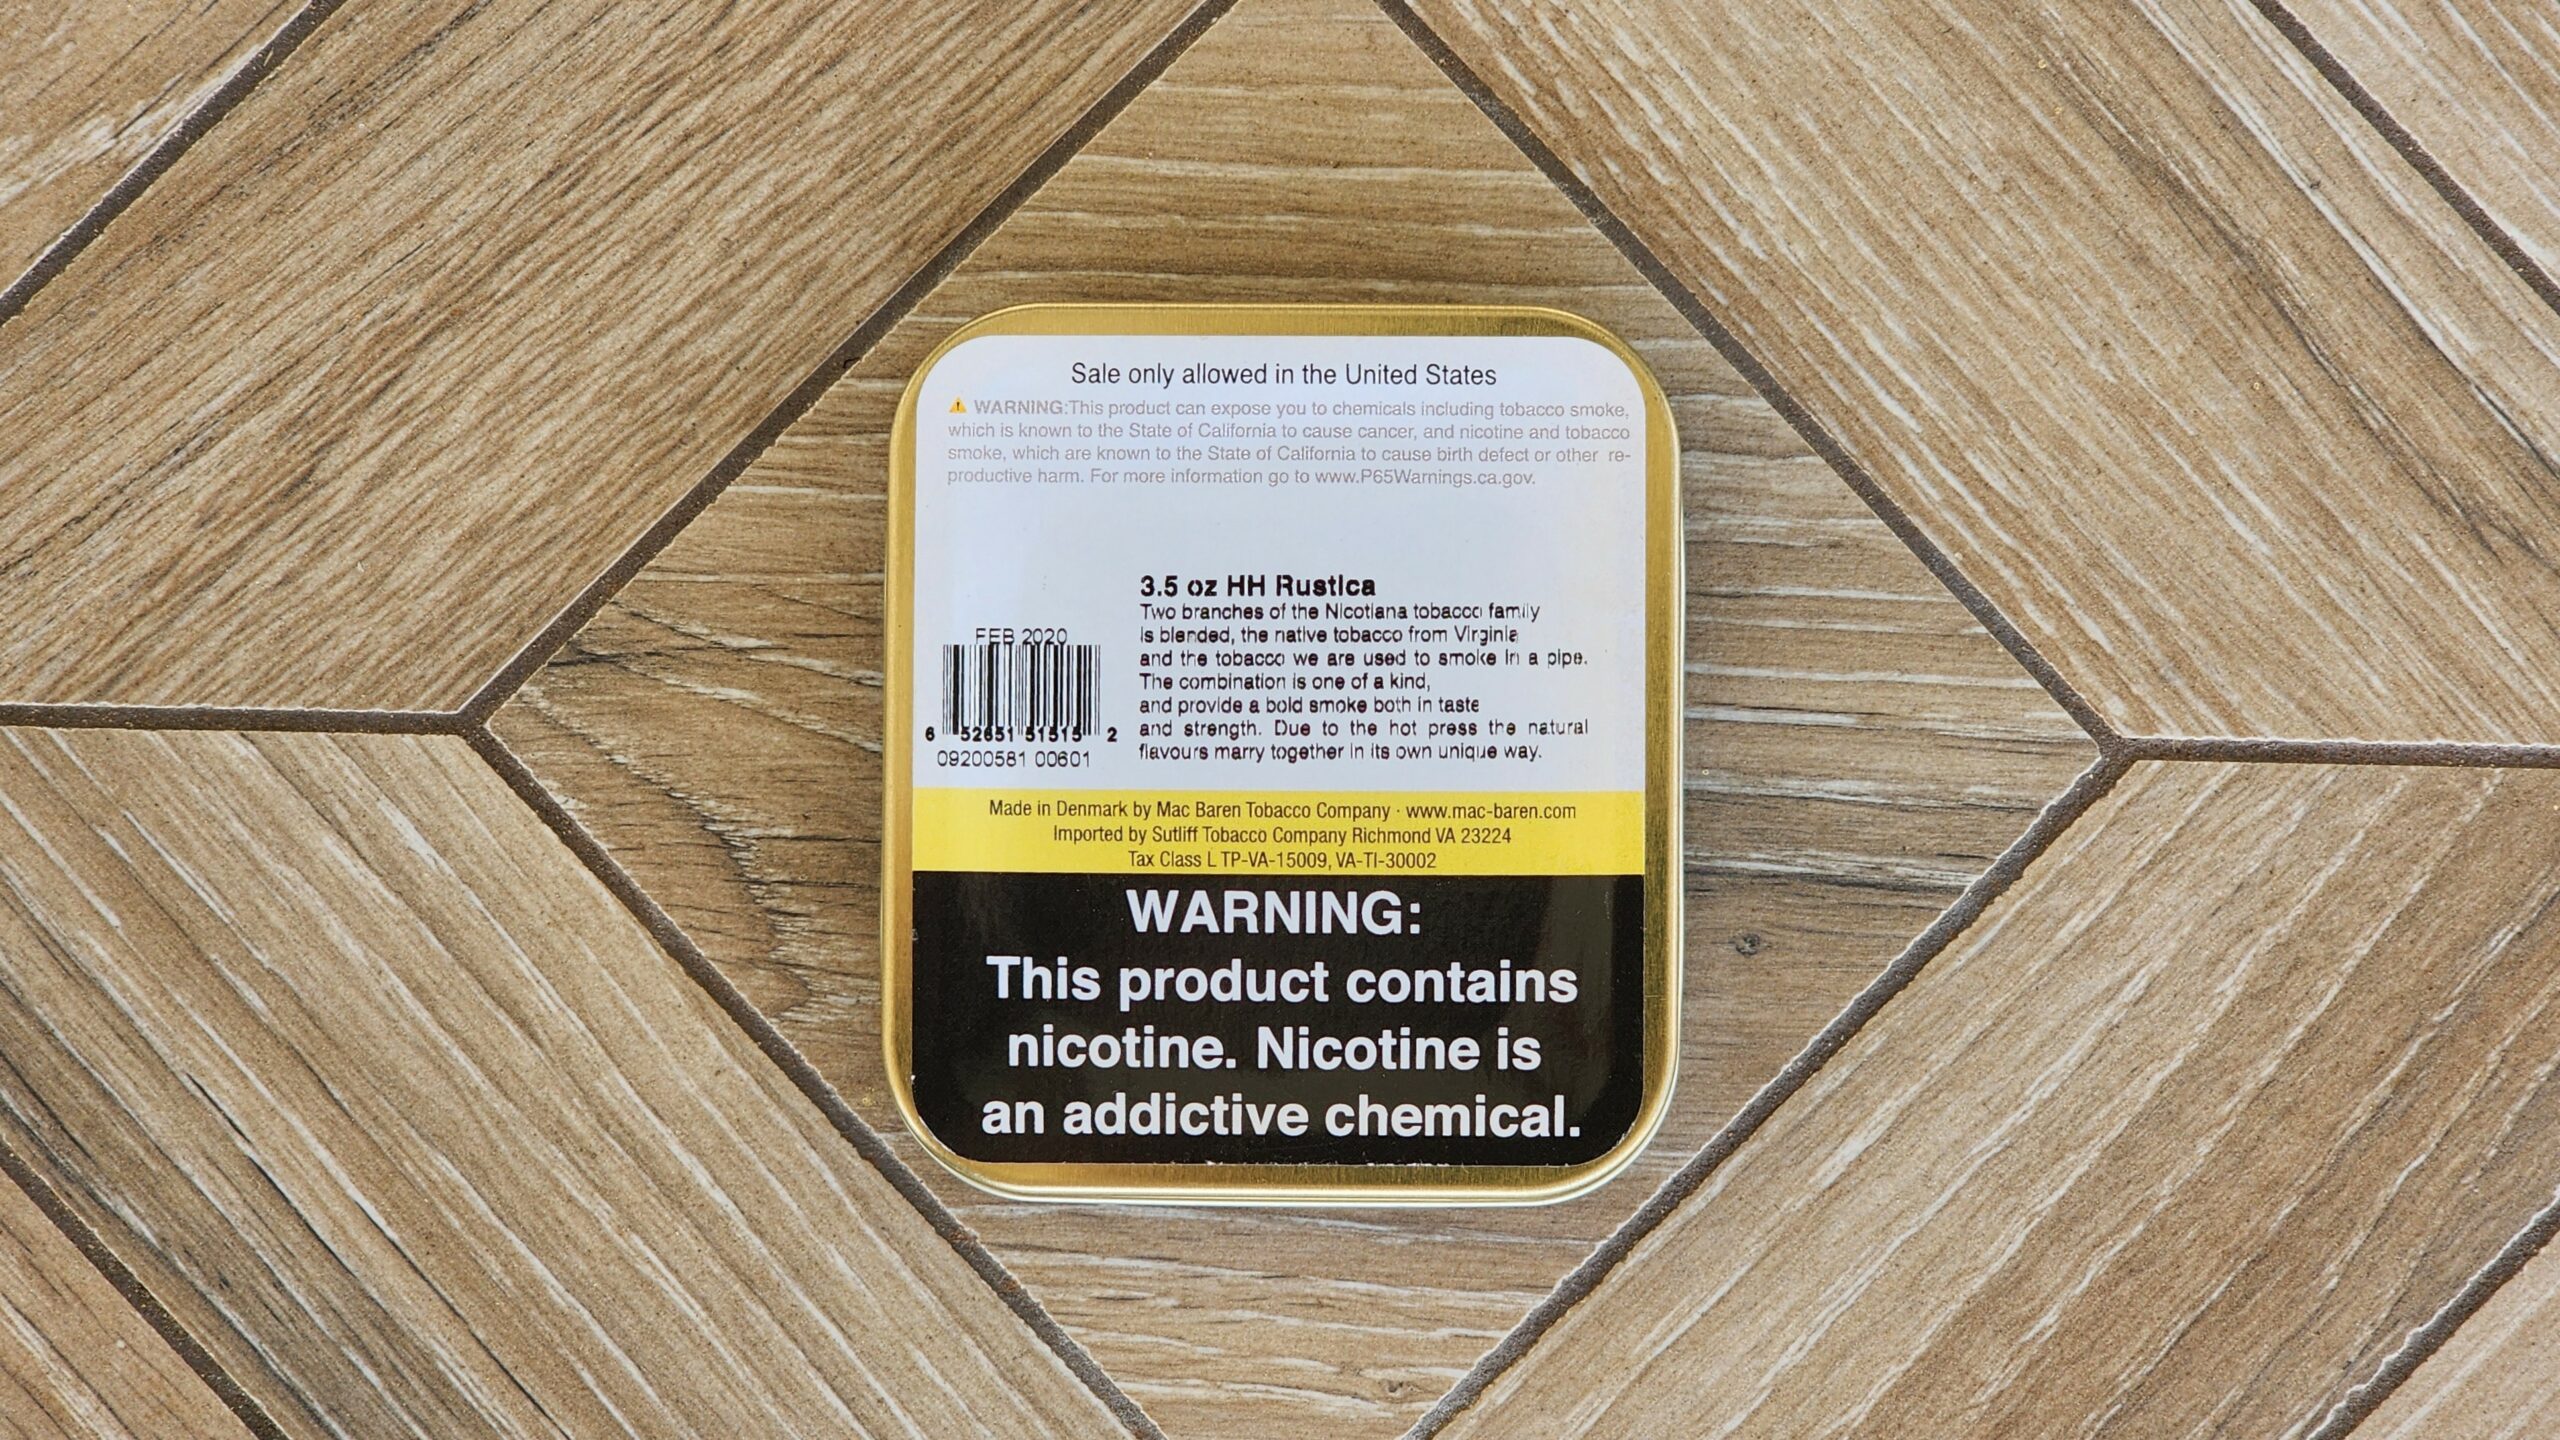 Sale only allowed in the United States
⚠ WARNING:This product can expose you to chemicals including tobacco smoke,
which is known to the State of California to cause cancer, and nicotine and tobacco
smoke, which are known to the State of California to cause birth defect or other re-
productive harm. For more information go to www.P65Warnings.ca.gov.
3.5 oz HH Rustica
Two branches of the Nicotiana tobacco family
is blended, the native tobacco from Virginia
and the tobacco we are used to smoke in a pipe.
The combination is one of a kind,
and provide a bold smoke both in taste
and strength. Due to the hot press the natural
flavours marry together in its own unique way.
FEB 2020
6 52651 51515 2
09200581 00601
Made in Denmark by Mac Baren Tobacco Company · www.mac-baren.com
Imported by Sutliff Tobacco Company Richmond VA 23224
Tax Class L TP-VA-15009, VA-TI-30002
WARNING:
This product contains
nicotine. Nicotine is
an addictive chemical.